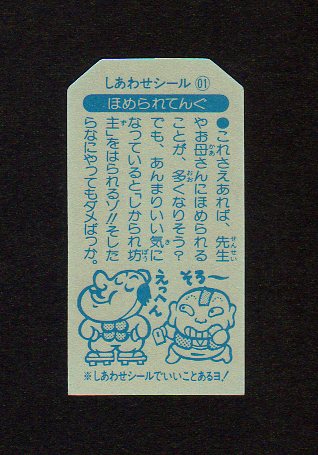 しあわせシール 01
ほめられてんぐ
●これさえあれば、先生
やお母さんにほめられる
ことが、多くなりそう？
でも、あんまりいい気に
なっていると「しかられ坊
主」をはられるゾ!!そした
らなにやってもダメばっか。
そろ〜
えっへん
※しあわせシールでいいことあるヨ!